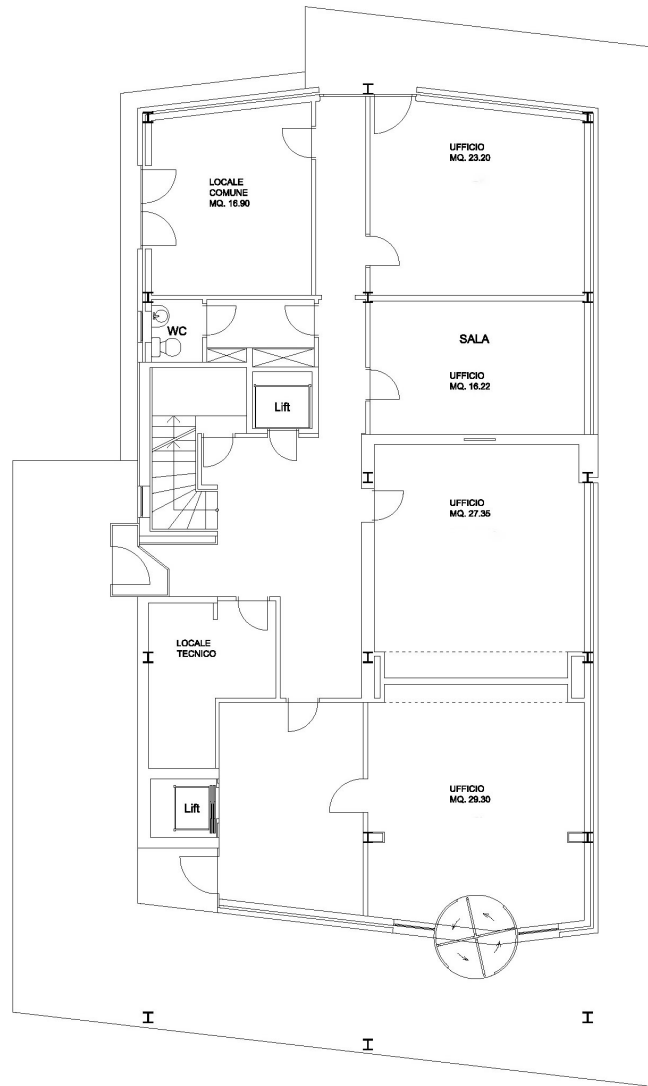 UFFICIO
MQ. 23.20
LOCALE
COMUNE
MQ. 16.90
WC
SALA
UFFICIO
MQ. 16.22
Lift
UFFICIO
MQ. 27.35
LOCALE
TECNICO
UFFICIO
MQ. 29.30
Lift